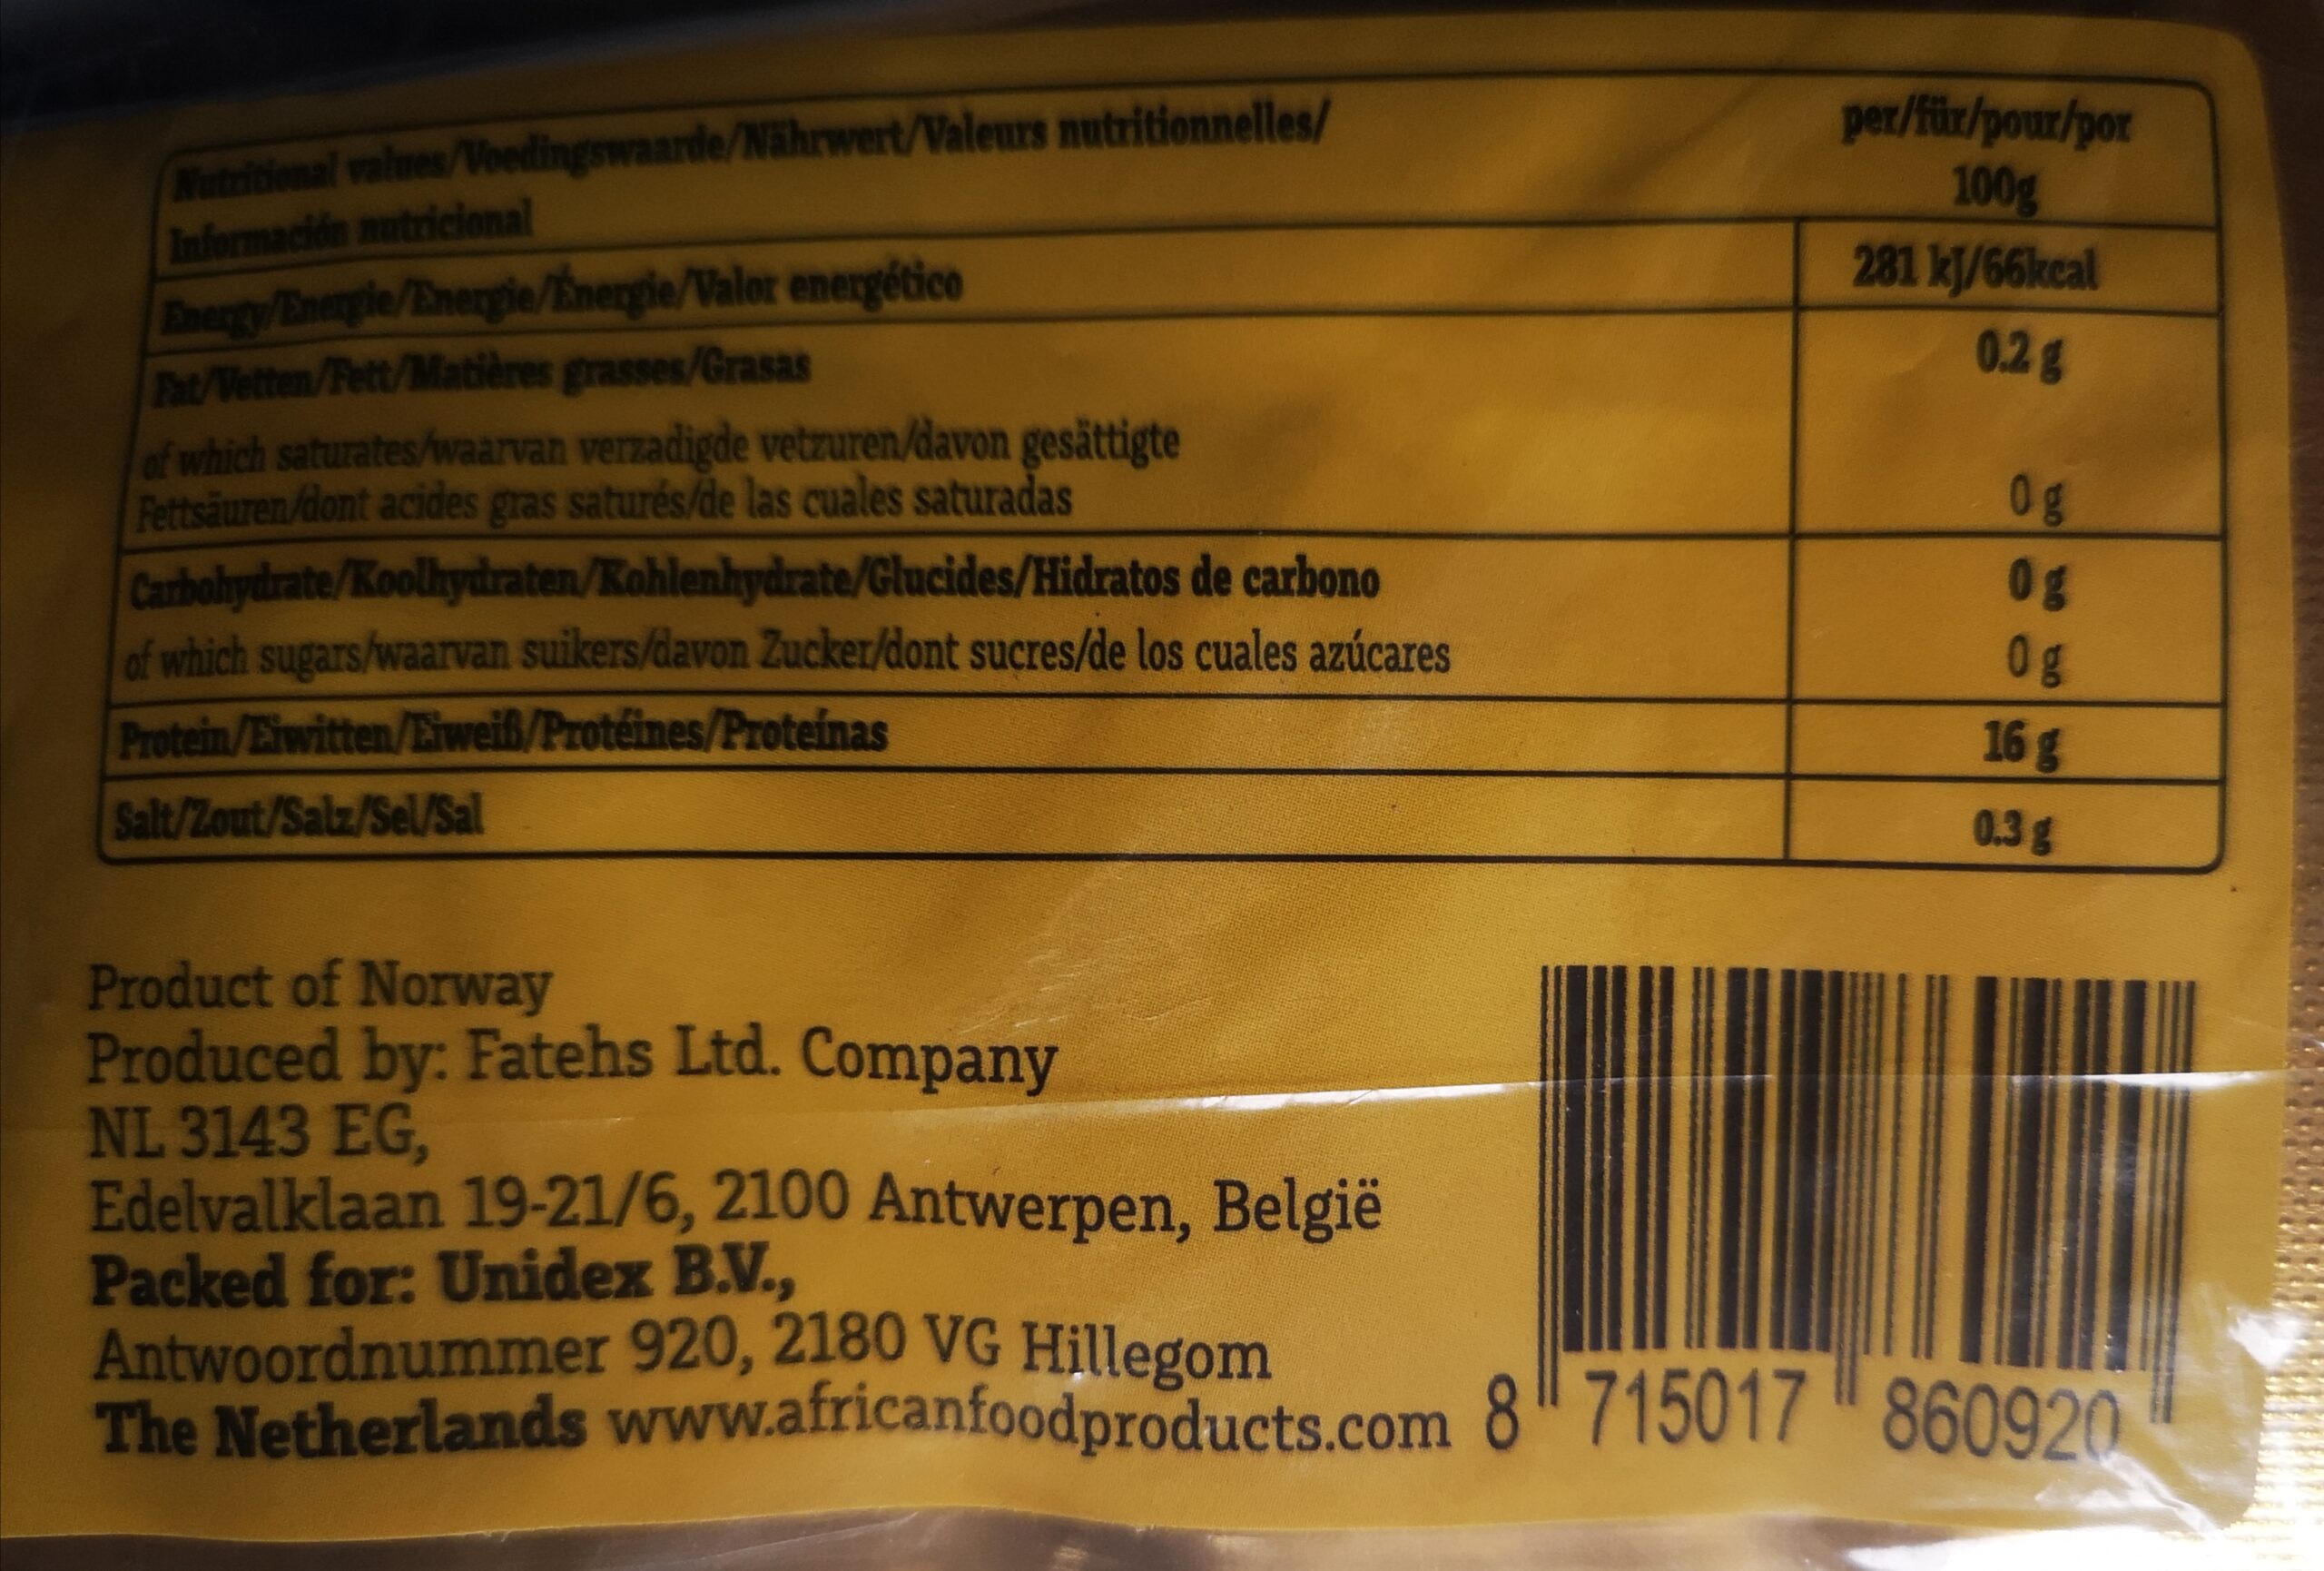 Nutritional values/Voedingswaarde/Nährwert/Valeurs nutritionnelles/
Información nutricional
per/für/pour/por
100g
Energy/Energie/Energie/Énergie/Valor energético 281 kJ/66kcal
Fat/Vetten/Fett/Matières grasses/Grasas 0.2 g
of which saturates/waarvan verzadigde vetzuren/davon gesättigte
Fettsäuren/dont acides gras saturés/de las cuales saturadas 0 g
Carbohydrate/Koolhydraten/Kohlenhydrate/Glucides/Hidratos de carbono 0 g
of which sugars/waarvan suikers/davon Zucker/dont sucres/de los cuales azúcares 0 g
Protein/Eiwitten/Eiweiß/Protéines/Proteínas 16 g
Salt/Zout/Salz/Sel/Sal 0.3 g
Product of Norway
Produced by: Fatehs Ltd. Company
NL 3143 EG,
Edelvalklaan 19-21/6, 2100 Antwerpen, België
Packed for: Unidex B.V.,
Antwoordnummer 920, 2180 VG Hillegom
The Netherlands www.africanfoodproducts.com
8 715017 860920